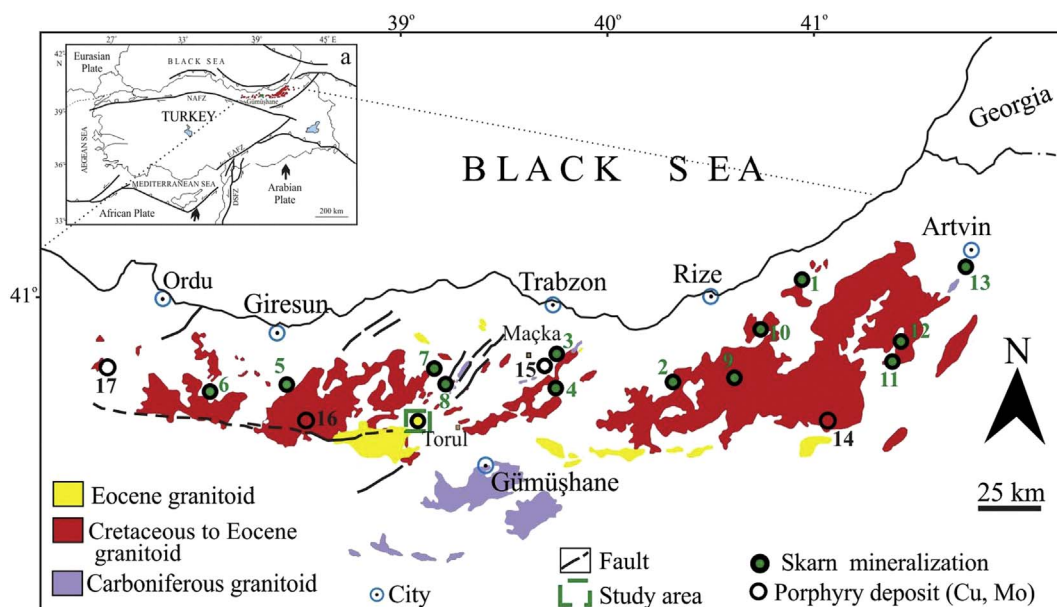 39
40
41
27
33
39
45 E
42
N
39
36
33
a
Eurasian
Plate
BLACK SEA
NAFZ
Gümüşhane
TURKEY
AEGEAN SEA
EAFZ
MEDITERRANEAN SEA
DSFZ
Arabian
Plate
African Plate
200 km
Georgia
BLACK SEA
Artvin
Ordu
Giresun
Trabzon
Rize
41
1
13
Maçka
10
12
3
17
7
15
9
11
5
2
6
8
4
16
14
Torul
N
Gümüşhane
25 km
Eocene granitoid
Cretaceous to Eocene
granitoid
Carboniferous granitoid
City
Fault
Study area
Skarn mineralization
Porphyry deposit (Cu, Mo)